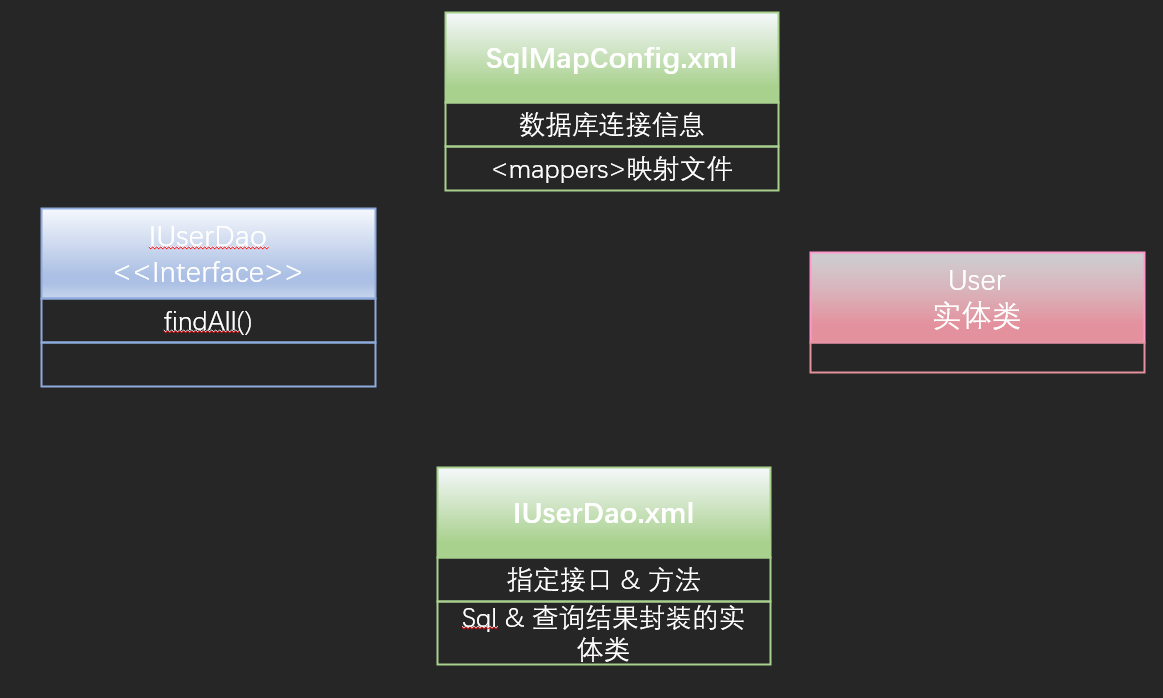 SqlMapConfig.xml
数据库连接信息
<mappers>映射文件
IUserDao
<<Interface>>
findAll()
User
实体类
IUserDao.xml
指定接口 & 方法
Sql & 查询结果封装的实
体类